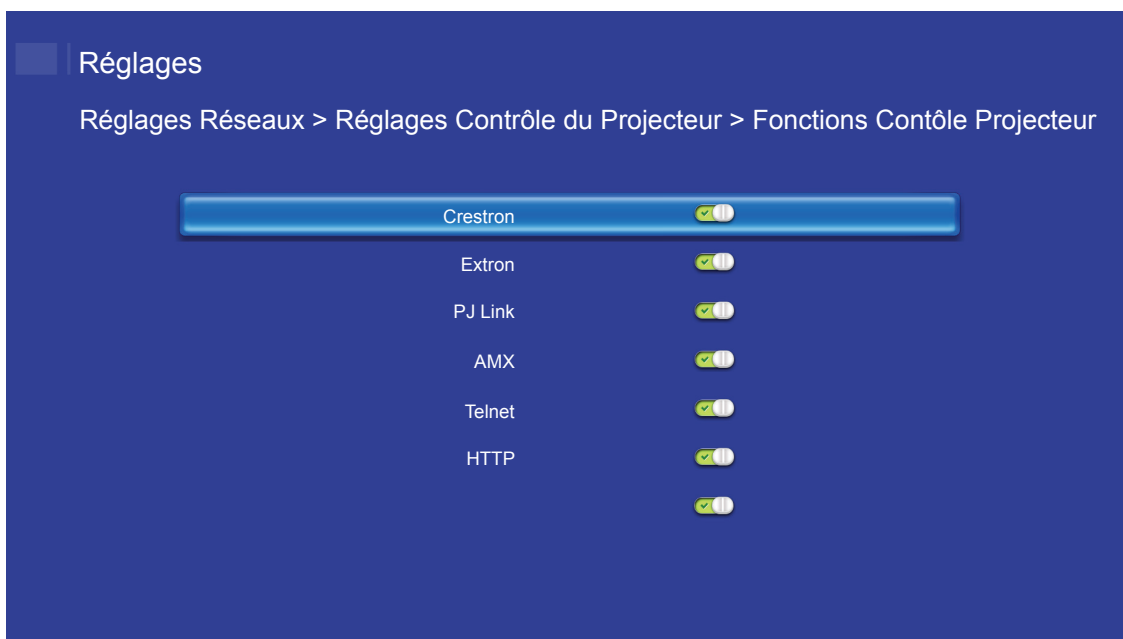 Réglages
Réglages Réseaux > Réglages Contrôle du Projecteur > Fonctions Contôle Projecteur
Crestron
Extron
PJ Link
AMX
Telnet
HTTP